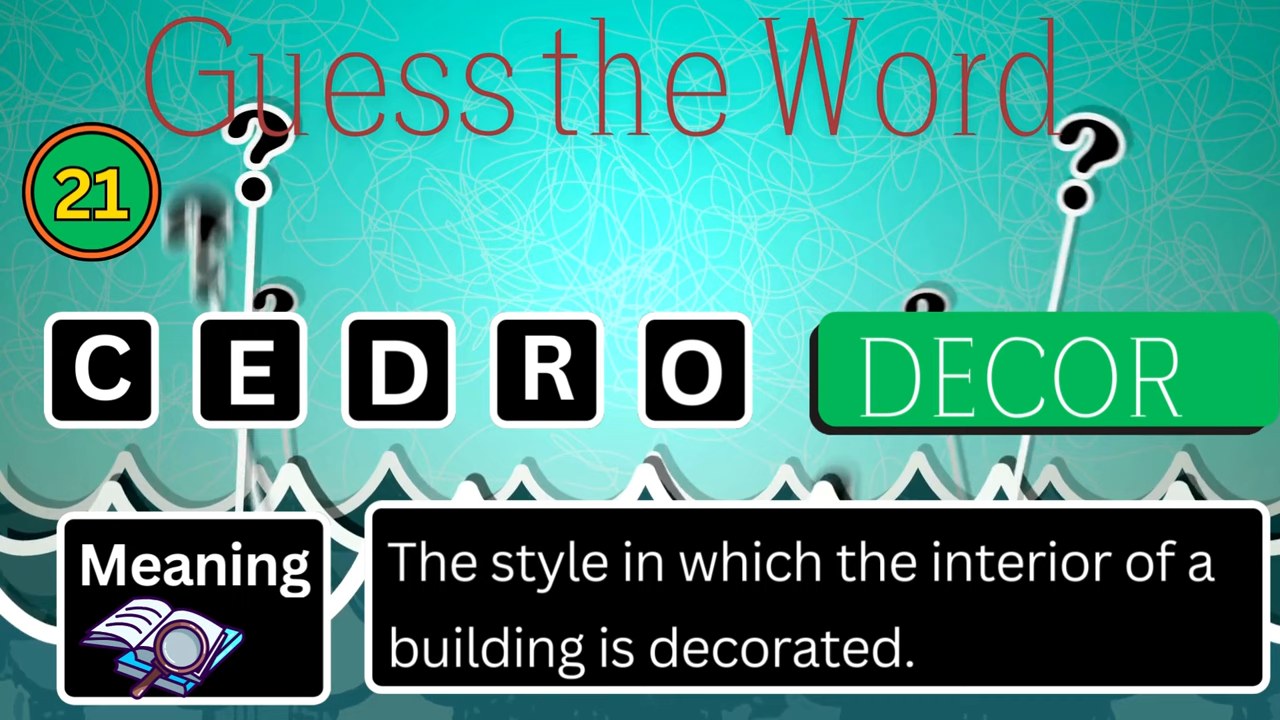 Guess the Word
21
C E D R O
DECOR
Meaning
The style in which the interior of a
building is decorated.